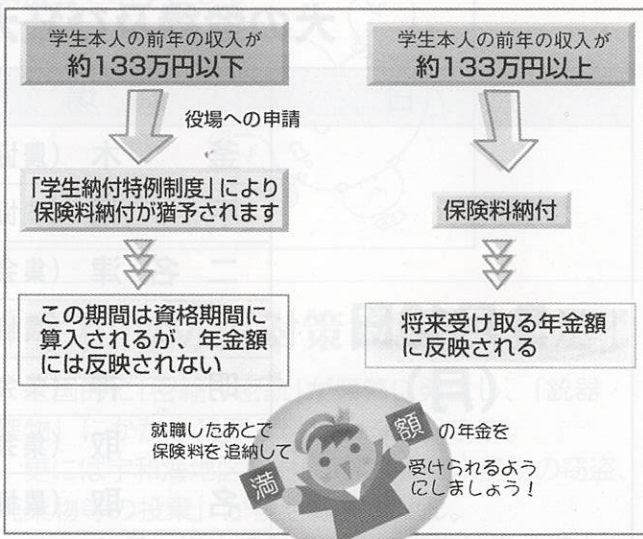 学生本人の前年の収入が
約133万円以下
役場への申請
「学生納付特例制度」により
保険料納付が猶予されます
この期間は資格期間に
算入されるが、年金額
には反映されない
学生本人の前年の収入が
約133万円以上
保険料納付
将来受け取る年金額
に反映される
就職したあとで
保険料を追納して
満
額
の年金を
受けられるよう
にしましょう!